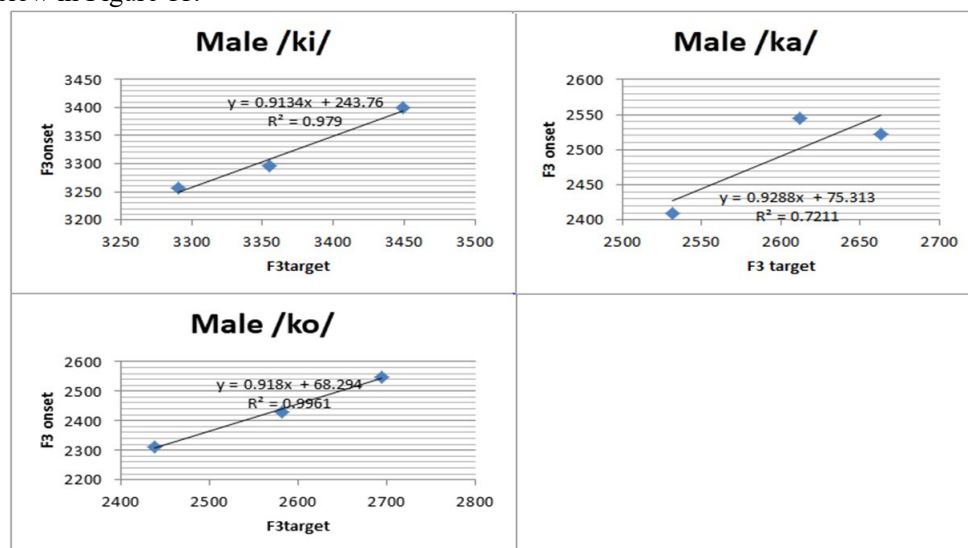 Male /ki/
3450
3400
3350
3300
3250
3200
F3onset
y = 0.9134x + 243.76
R² = 0.979
3250 3300 3350 3400 3450 3500
F3target
Male /ka/
2600
2550
2500
2450
2400
F3 onset
y = 0.9288x + 75.313
R² = 0.7211
2500 2550 2600 2650 2700
F3 target
Male /ko/
2600
2500
2400
2300
2200
F3 onset
y = 0.918x + 68.294
R² = 0.9961
2400 2500 2600 2700 2800
F3target